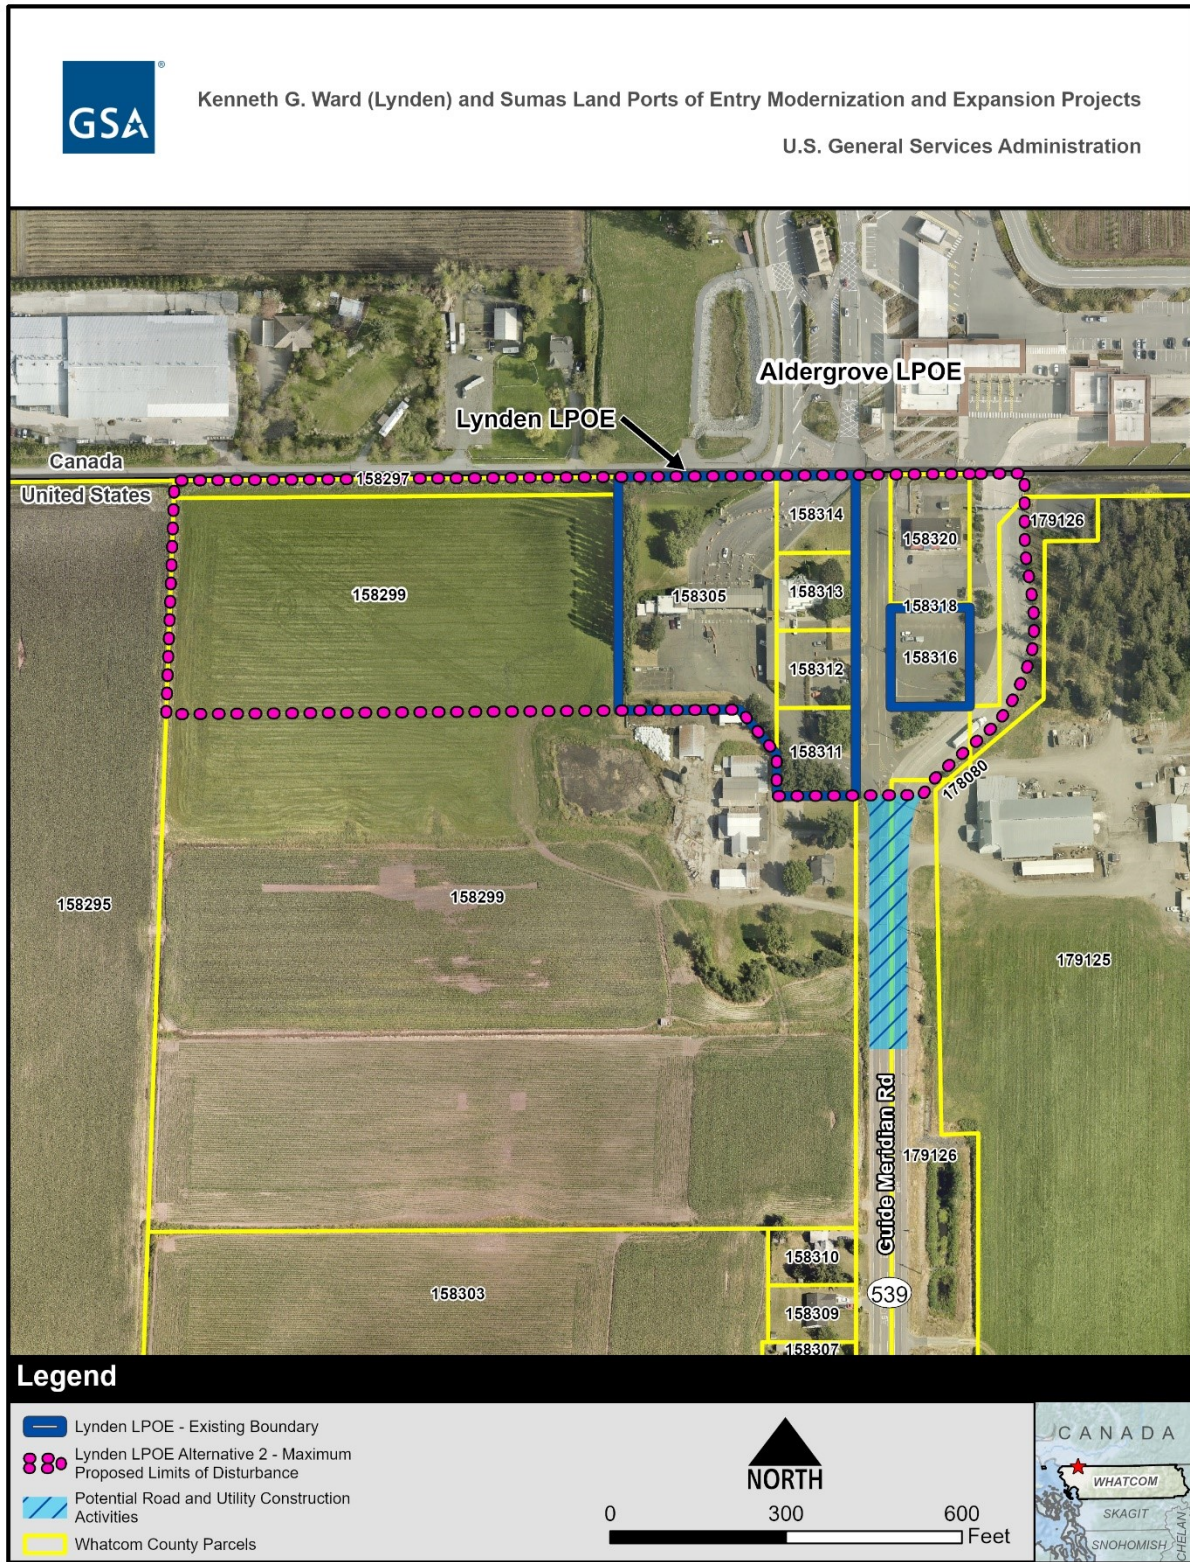 GSA
®
Kenneth G. Ward (Lynden) and Sumas Land Ports of Entry Modernization and Expansion Projects
U.S. General Services Administration
Aldergrove LPOE
Lynden LPOE
Canada
United States
158297
158314
158320
179126
158299
158305
158313
158318
158312
158316
158311
178080
158295
158299
179125
Guide Meridian Rd
179126
158310
158303
539
158309
158307
Legend
Lynden LPOE - Existing Boundary
Lynden LPOE Alternative 2 - Maximum
Proposed Limits of Disturbance
Potential Road and Utility Construction
Activities
Whatcom County Parcels
NORTH
0 300 600
Feet
CANADA
WHATCOM
SKAGIT
SNOHOMISH
CHELAN